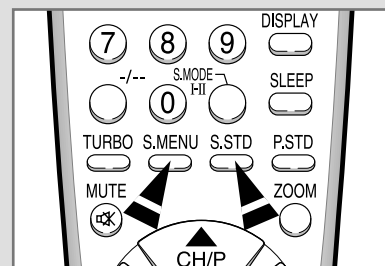 DISPLAY
7 8 9
-/-- S.MODE SLEEP
I-II
0
TURBO S.MENU S.STD P.STD
MUTE ZOOM
CH/P